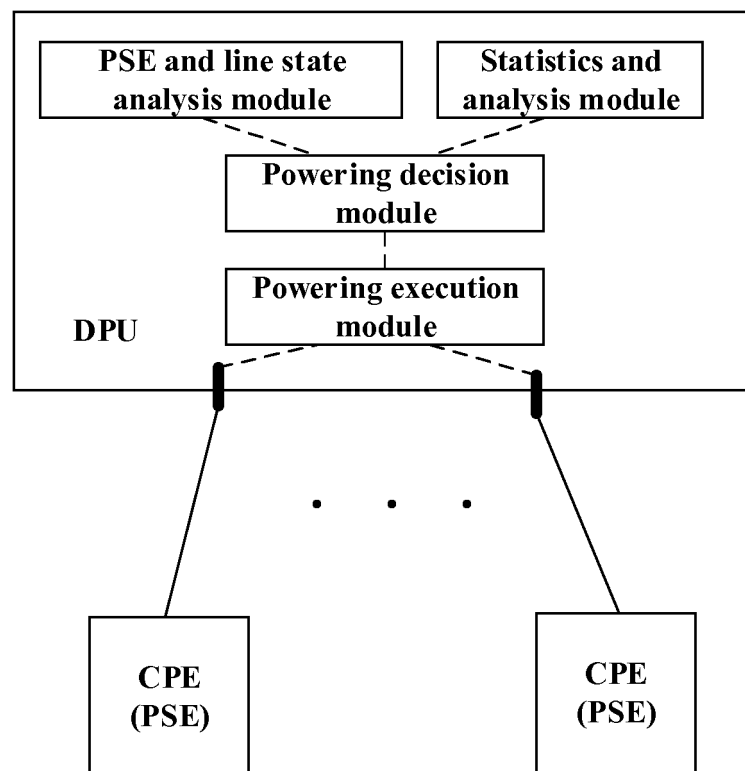 PSE and line state
analysis module
Statistics and
analysis module
Powering decision
module
Powering execution
module
DPU
CPE
(PSE)
CPE
(PSE)